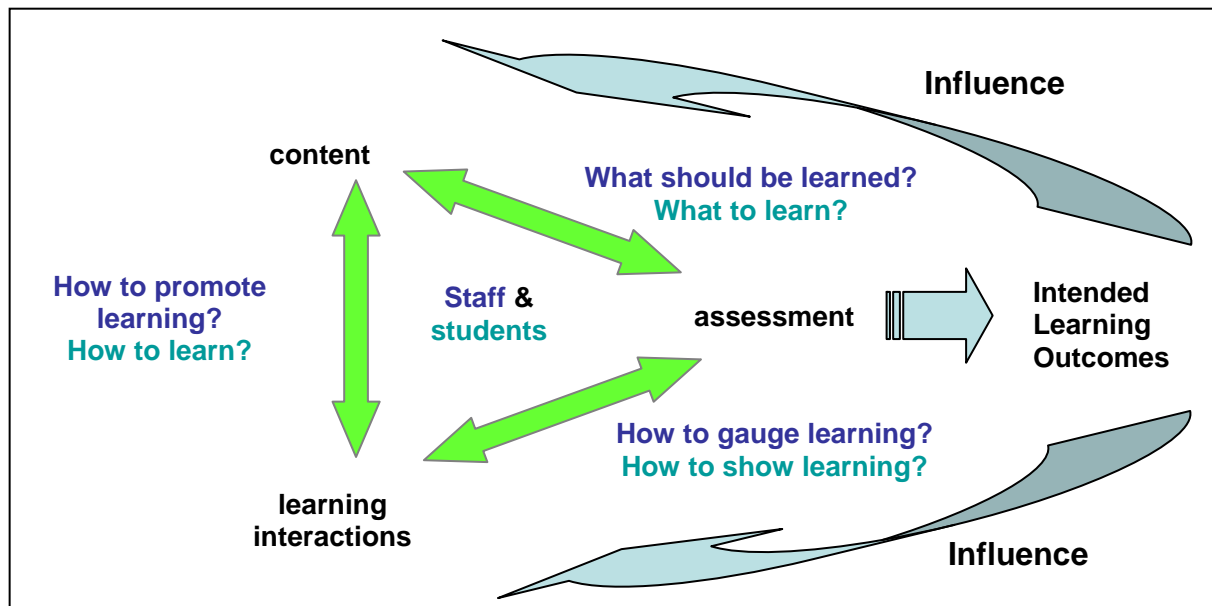 Influence
content
What should be learned?
What to learn?
How to promote
learning?
How to learn?
Staff &
students
assessment
Intended
Learning
Outcomes
How to gauge learning?
How to show learning?
learning
interactions
Influence